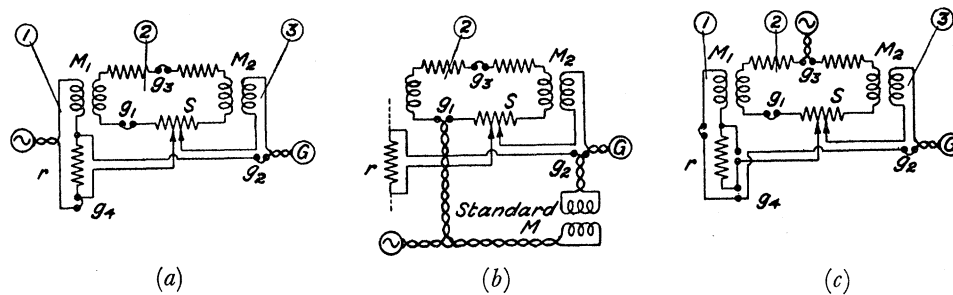 1 2 3
M1 M2
g3
g1 S
G
r g2
g4
(a)
2
g3 M2
g1 S
G
r g2
Standard
M
(b)
1 2 3
M1 M2
g3
g1 S
G
r g2
g4
(c)